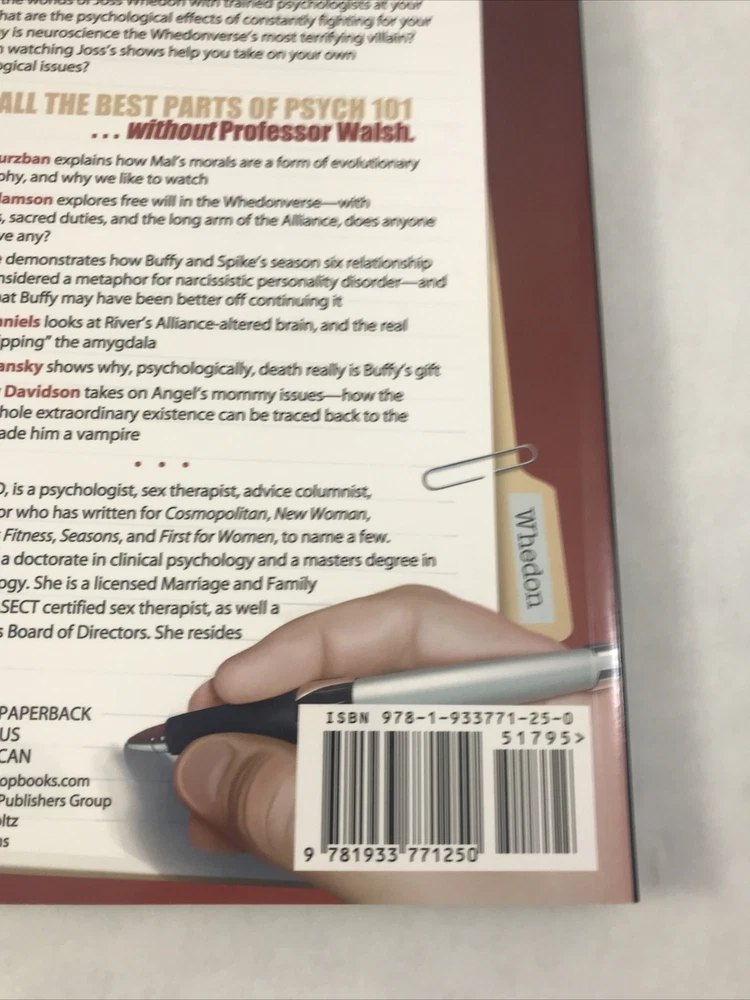 the worlds of Joss Whedon with trained psychologists at your
hat are the psychological effects of constantly fighting for your
y is neuroscience the Whedonverse's most terrifying villain?
watching Joss's shows help you take on your own
gical issues?
ALL THE BEST PARTS OF PSYCH 101
... without Professor Walsh.
urzban explains how Mal's morals are a form of evolutionary
phy, and why we like to watch
lamson explores free will in the Whedonverse—with
s, sacred duties, and the long arm of the Alliance, does anyone
ve any?
demonstrates how Buffy and Spike's season six relationship
nsidered a metaphor for narcissistic personality disorder—and
at Buffy may have been better off continuing it
niels looks at River's Alliance-altered brain, and the real
ipping" the amygdala
ansky shows why, psychologically, death really is Buffy's gift
Davidson takes on Angel's mommy issues—how the
hole extraordinary existence can be traced back to the
ade him a vampire
• • •
D, is a psychologist, sex therapist, advice columnist,
or who has written for Cosmopolitan, New Woman,
Fitness, Seasons, and First for Women, to name a few.
a doctorate in clinical psychology and a masters degree in
ogy. She is a licensed Marriage and Family
SECT certified sex therapist, as well a
s Board of Directors. She resides
Whedon
PAPERBACK
US
CAN
opbooks.com
Publishers Group
oltz
ns
ISBN 978-1-933771-25-0
51795>
9 781933 771250